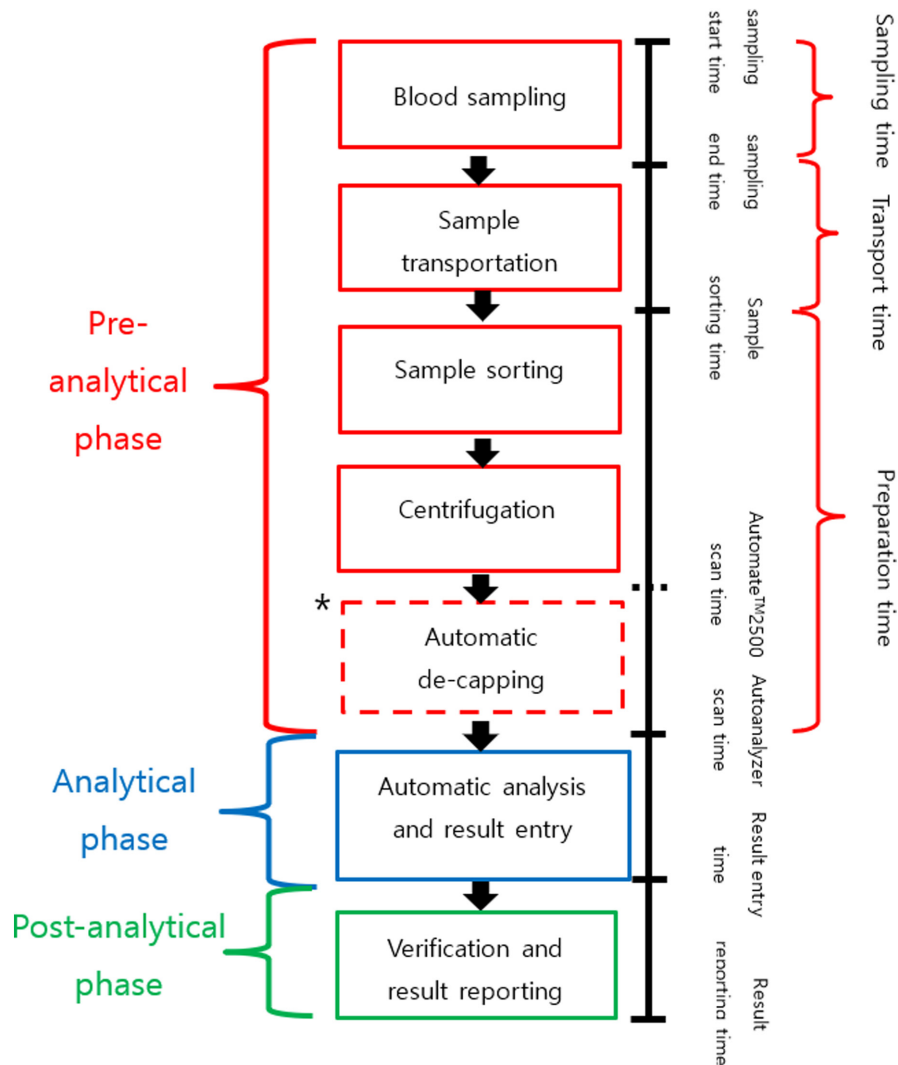 Pre-
analytical
phase
Analytical
phase
Post-analytical
phase
Blood sampling
Sample
transportation
Sample sorting
Centrifugation
*
Automatic
de-capping
Automatic analysis
and result entry
Verification and
result reporting
sampling
start time
sampling
end time
Sample
sorting time
Automate™2500
scan time
Autoanalyzer
scan time
Result entry
time
Result
reporting time
Sampling time
Transport time
Preparation time